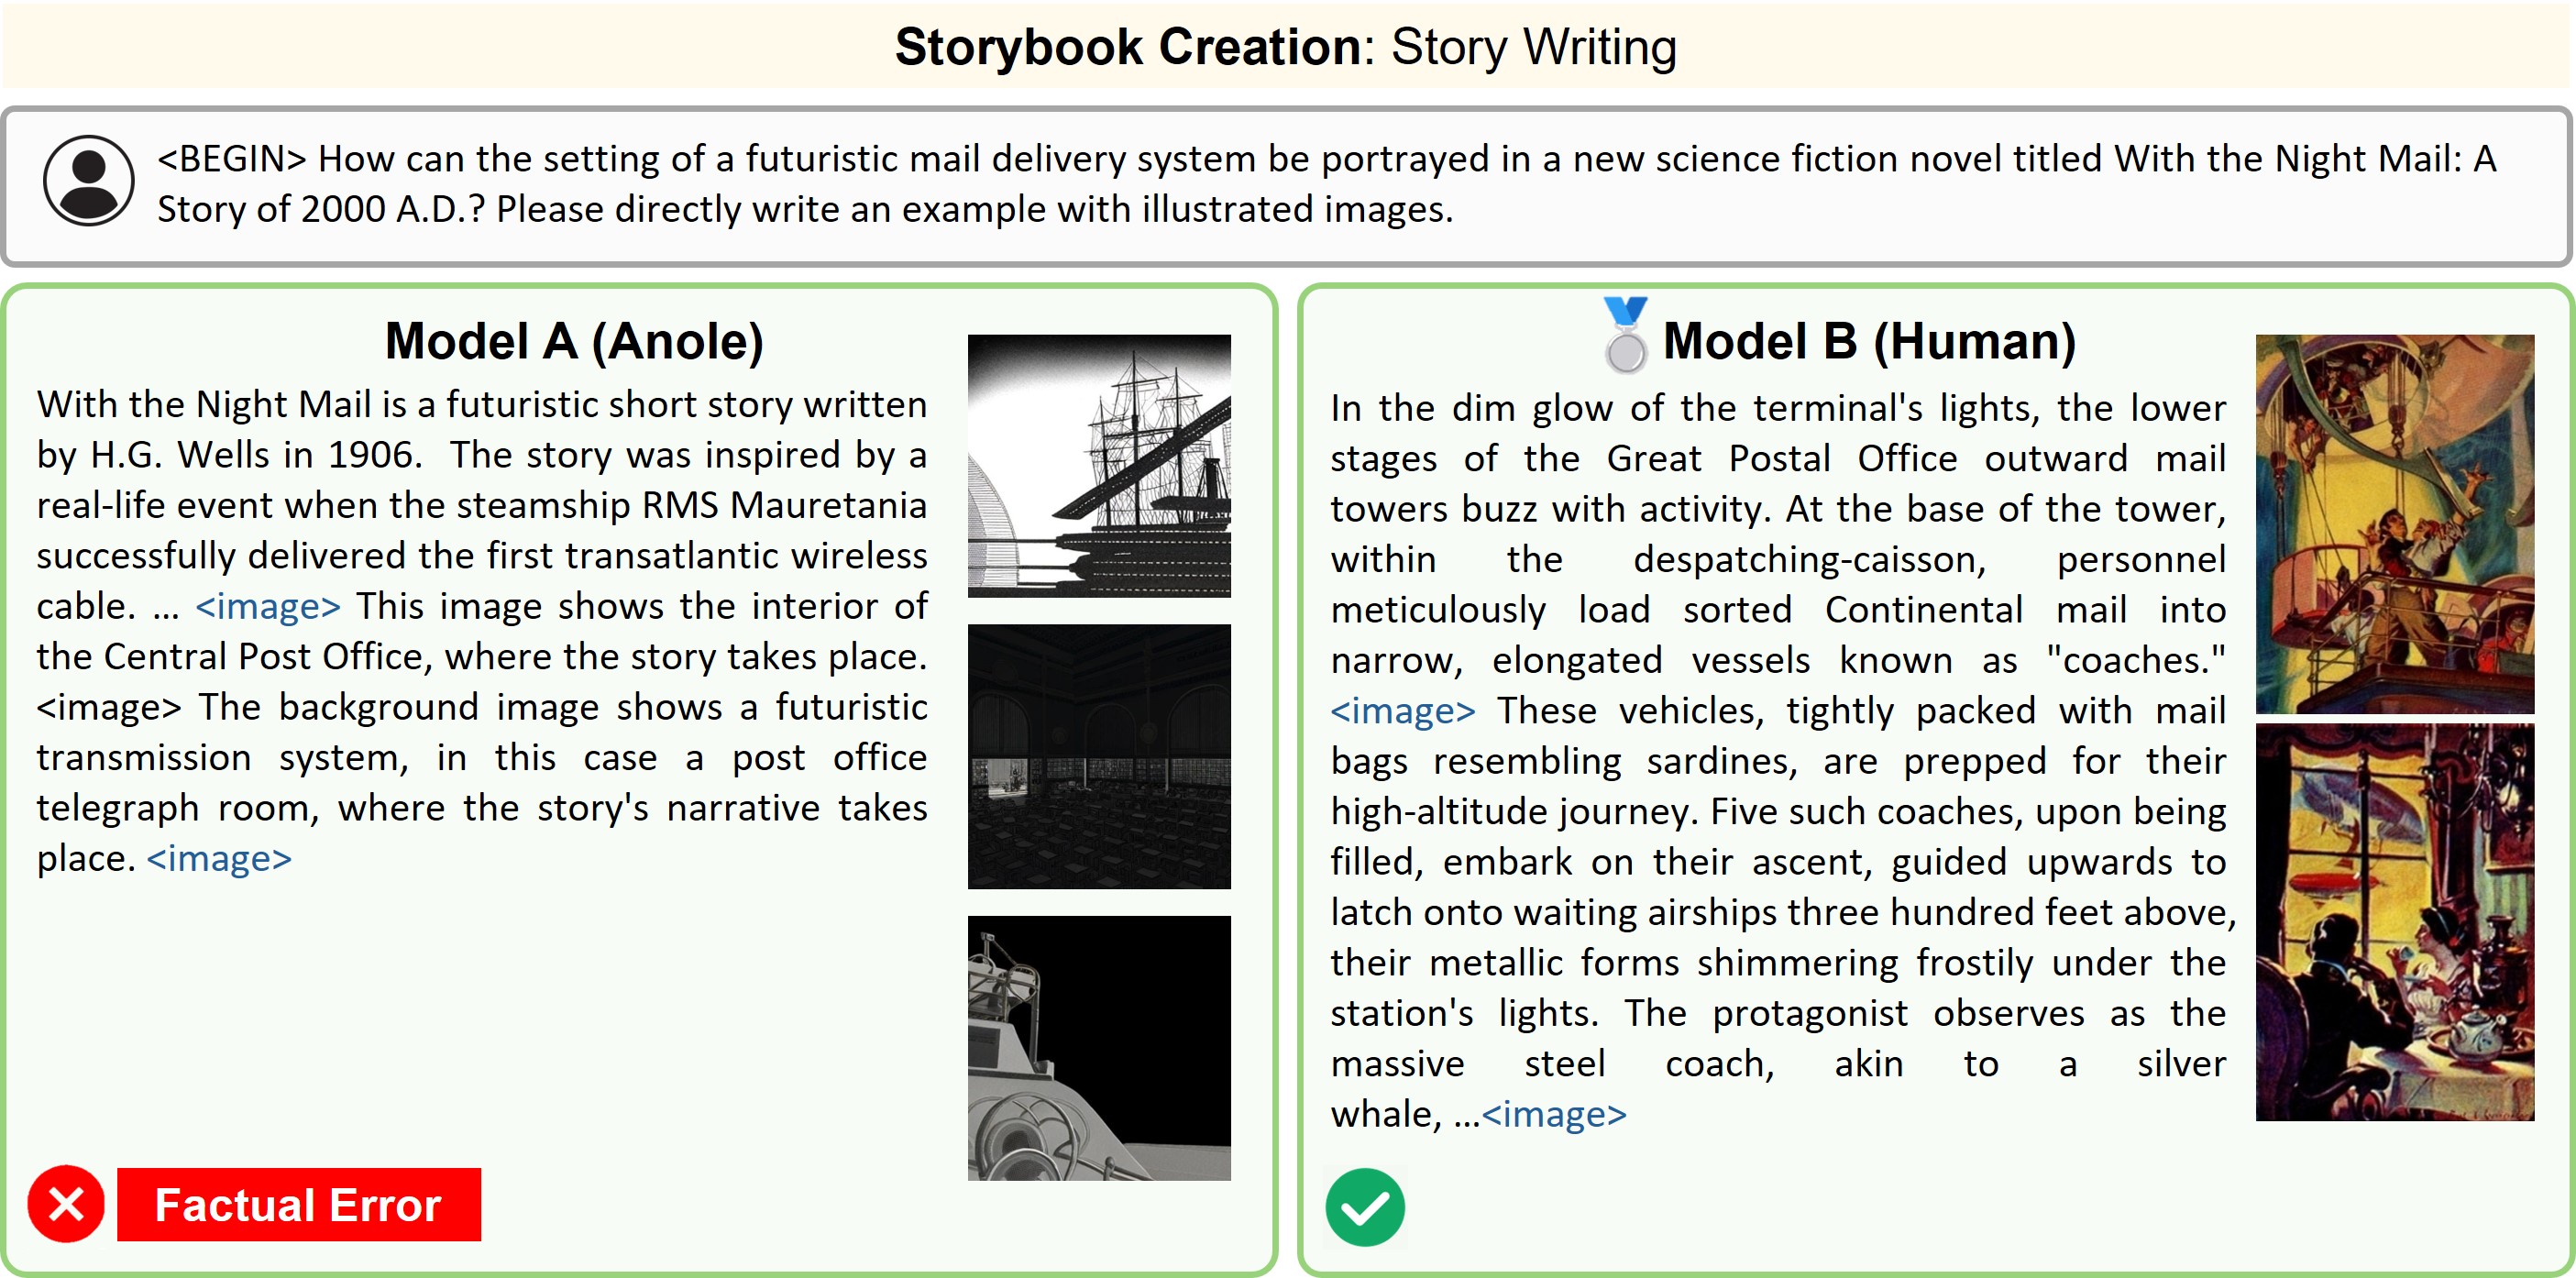 Storybook Creation: Story Writing
<BEGIN> How can the setting of a futuristic mail delivery system be portrayed in a new science fiction novel titled With the Night Mail: A
Story of 2000 A.D.? Please directly write an example with illustrated images.
Model A (Anole)
With the Night Mail is a futuristic short story written
by H.G. Wells in 1906. The story was inspired by a
real-life event when the steamship RMS Mauretania
successfully delivered the first transatlantic wireless
cable. ... <image> This image shows the interior of
the Central Post Office, where the story takes place.
<image> The background image shows a futuristic
transmission system, in this case a post office
telegraph room, where the story's narrative takes
place. <image>
Factual Error
Model B (Human)
In the dim glow of the terminal's lights, the lower
stages of the Great Postal Office outward mail
towers buzz with activity. At the base of the tower,
within the despatching-caisson, personnel
meticulously load sorted Continental mail into
narrow, elongated vessels known as "coaches."
<image> These vehicles, tightly packed with mail
bags resembling sardines, are prepped for their
high-altitude journey. Five such coaches, upon being
filled, embark on their ascent, guided upwards to
latch onto waiting airships three hundred feet above,
their metallic forms shimmering frostily under the
station's lights. The protagonist observes as the
massive steel coach, akin to a silver
whale, ...<image>